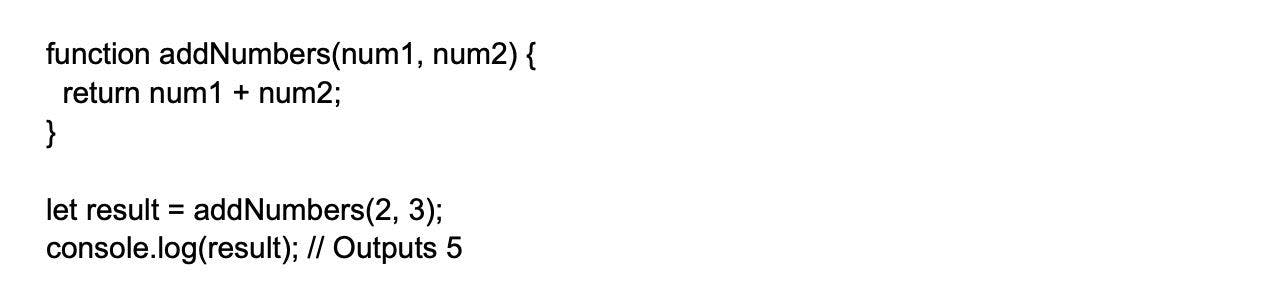 function addNumbers(num1, num2) {
  return num1 + num2;
}

let result = addNumbers(2, 3);
console.log(result); // Outputs 5